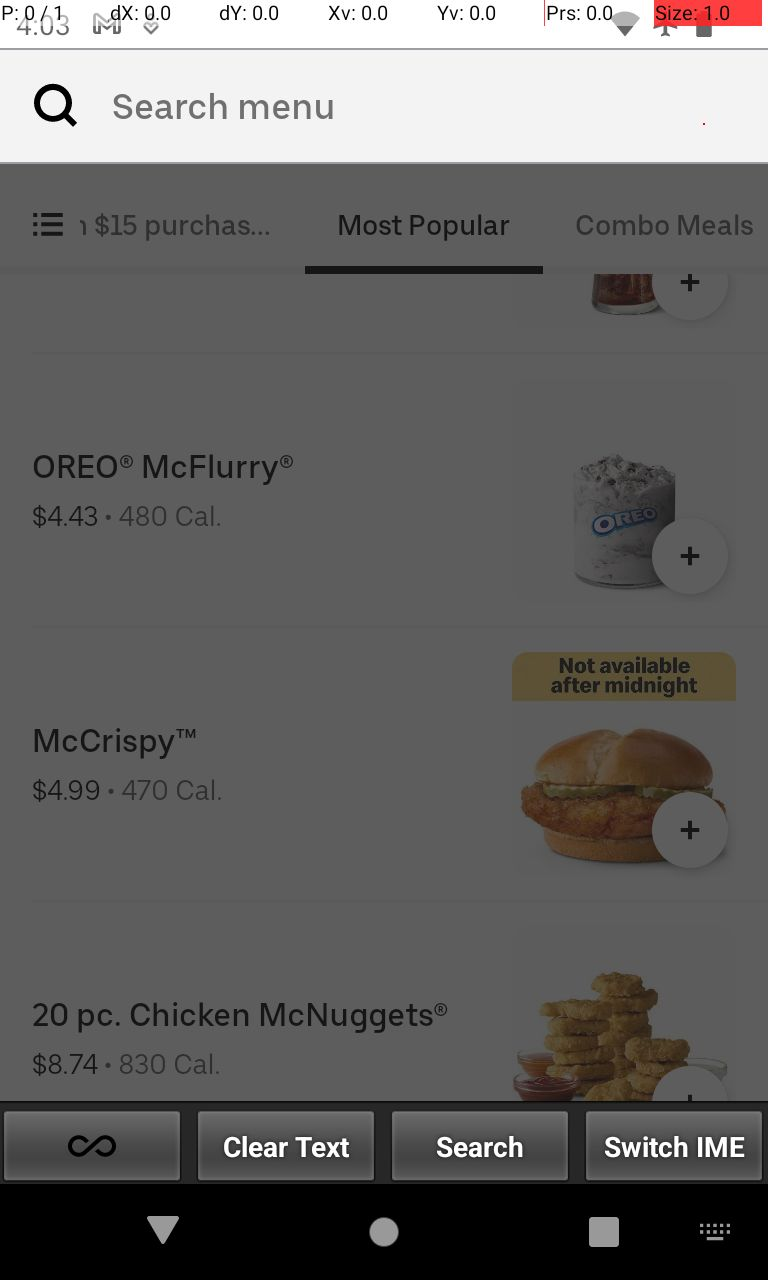 P: 0 / 1 dX: 0.0 dY: 0.0 Xv: 0.0 Yv: 0.0 Prs: 0.0 Size: 1.0
4:03
Search menu
$15 purchas... Most Popular Combo Meals
OREO® McFlurry®
$4.43 • 480 Cal.
OREO
Not available
after midnight
McCrispy™
$4.99 • 470 Cal.
20 pc. Chicken McNuggets®
$8.74 • 830 Cal.
Clear Text Search Switch IME